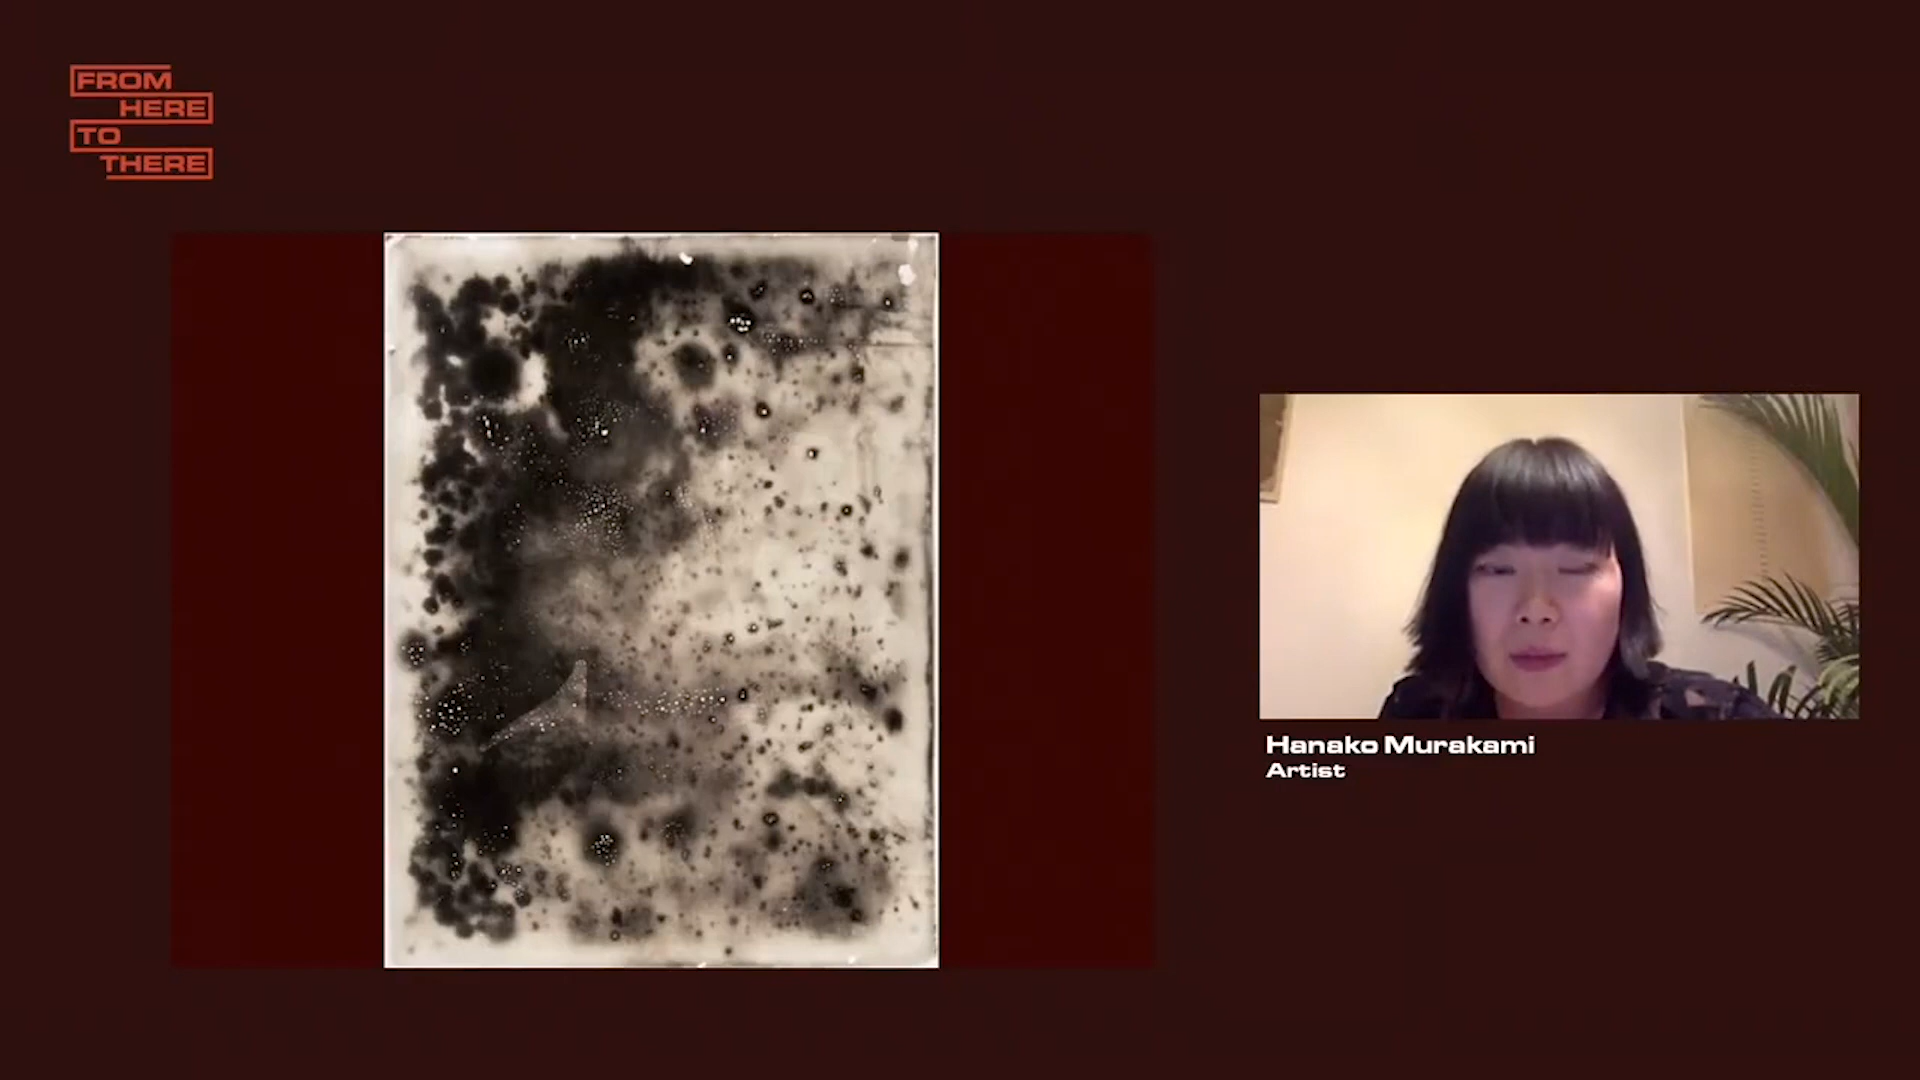 FROM
HERE
TO
THERE
Hanako Murakami
Artist